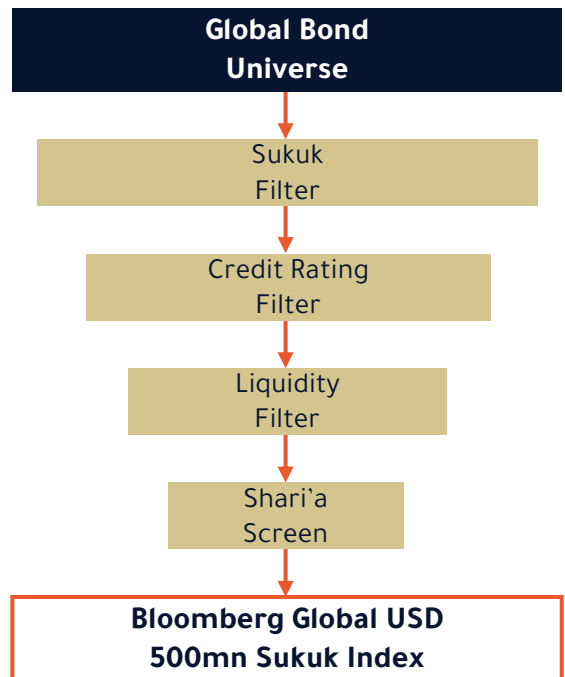 Global Bond
Universe
Sukuk
Filter
Credit Rating
Filter
Liquidity
Filter
Shari’a
Screen
Bloomberg Global USD
500mn Sukuk Index